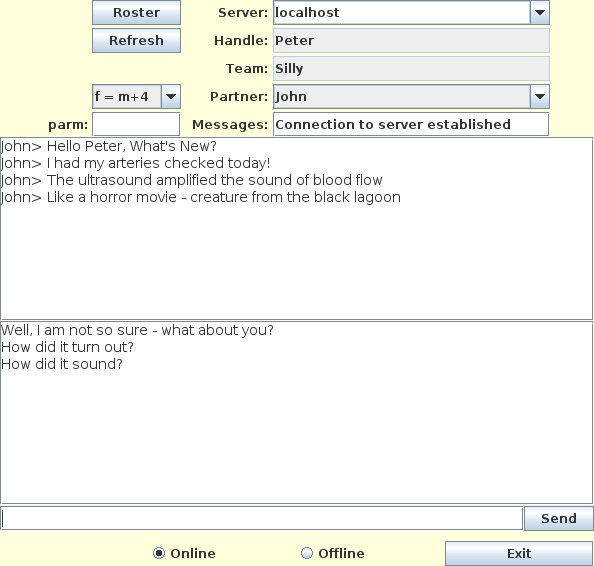 Roster Server: localhost
Refresh Handle: Peter
Team: Silly
f = m+4 Partner: John
parm: Messages: Connection to server established
John> Hello Peter, What's New?
John> I had my arteries checked today!
John> The ultrasound amplified the sound of blood flow
John> Like a horror movie - creature from the black lagoon
Well, I am not so sure - what about you?
How did it turn out?
How did it sound?
Send
Online Offline Exit